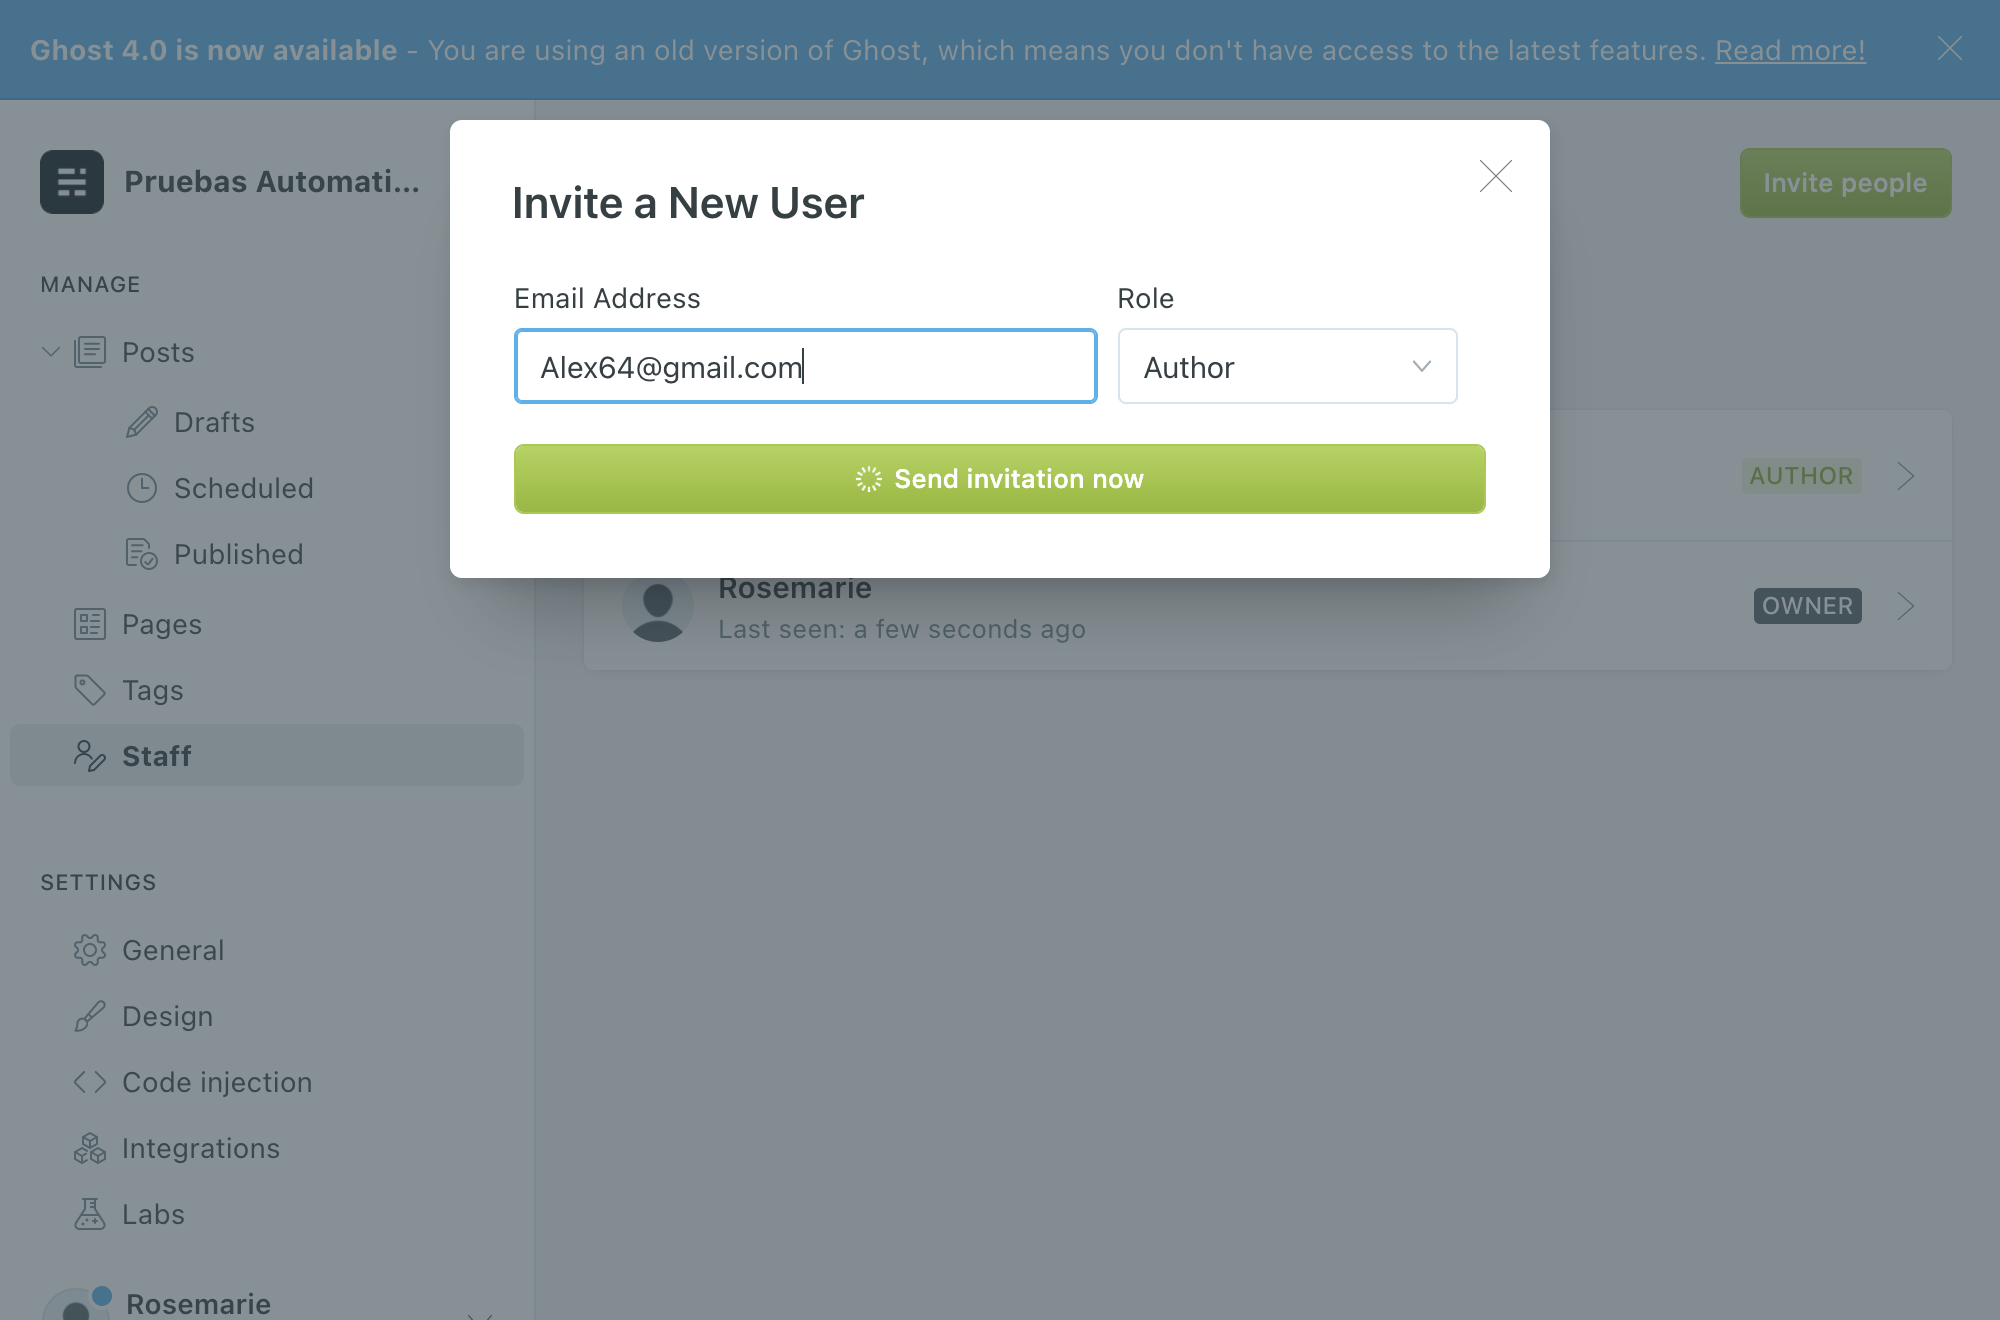 Ghost 4.0 is now available - You are using an old version of Ghost, which means you don't have access to the latest features. Read more!
Pruebas Automati...
Invite people
MANAGE
Posts
Drafts
Scheduled
Published
Pages
Tags
Staff
SETTINGS
General
Design
Code injection
Integrations
Labs
Rosemarie
Invite a New User
Email Address
Role
Alex64@gmail.com
Author
Send invitation now
AUTHOR
Rosemarie
Last seen: a few seconds ago
OWNER